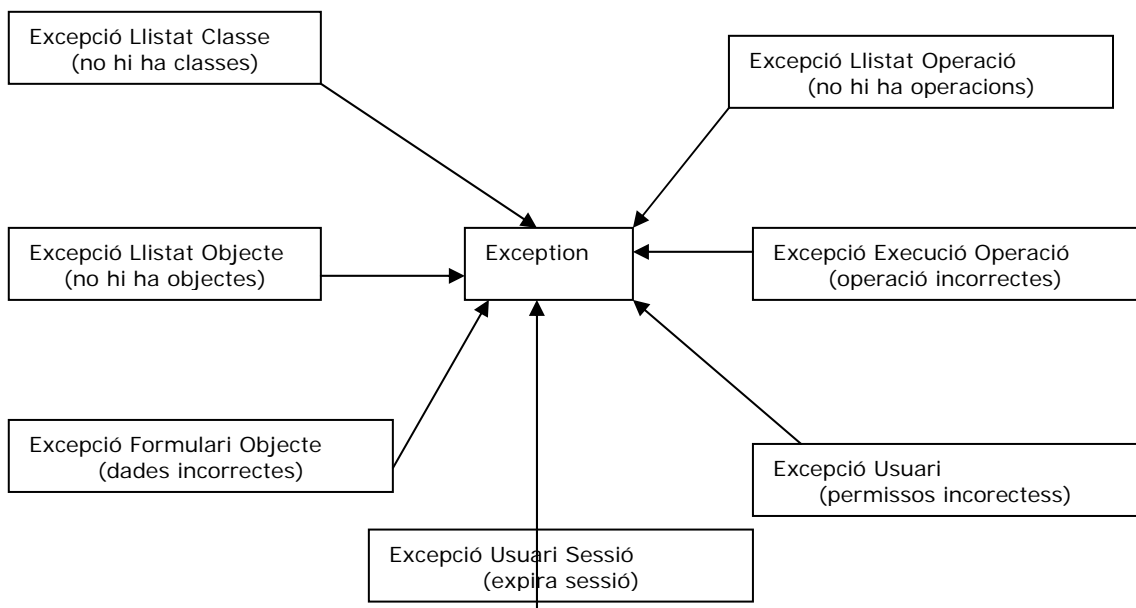 Excepció Llistat Classe
(no hi ha classes)
Excepció Llistat Operació
(no hi ha operacions)
Excepció Llistat Objecte
(no hi ha objectes)
Exception
Excepció Execució Operació
(operació incorrectes)
Excepció Formulari Objecte
(dades incorrectes)
Excepció Usuari
(permissos incorectess)
Excepció Usuari Sessió
(expira sessió)